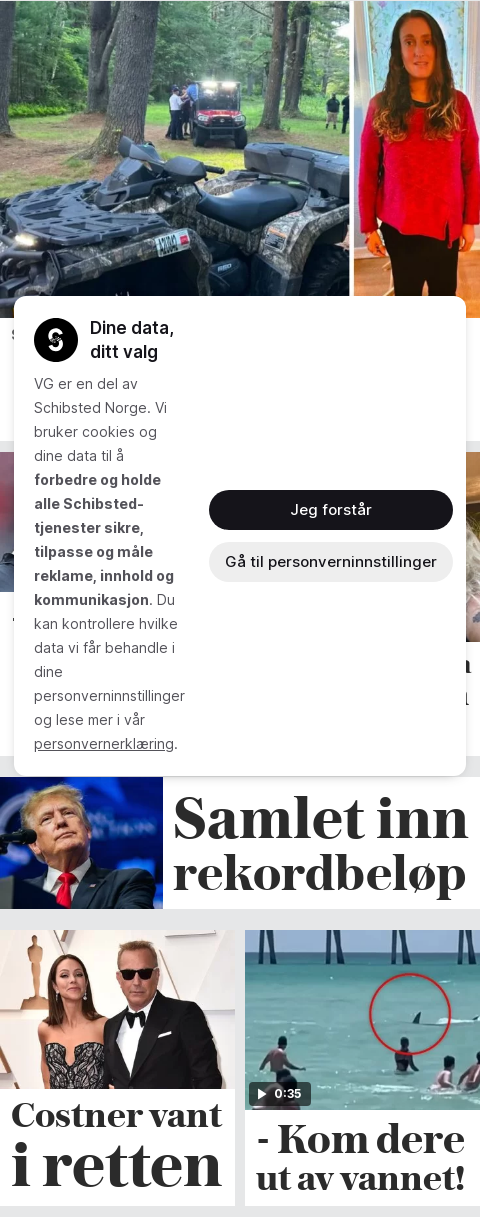 Dine data,
ditt valg
VG er en del av
Schibsted Norge. Vi
bruker cookies og
dine data til å
forbedre og holde
alle Schibsted-
tjenester sikre,
tilpasse og måle
reklame, innhold og
kommunikasjon. Du
kan kontrollere hvilke
data vi får behandle i
dine
personverninnstillinger
og lese mer i vår
personvernerklæring.
Jeg forstår
Gå til personverninnstillinger
Samlet inn
rekordbeløp
Costner vant
i retten
0:35
- Kom dere
ut av vannet!